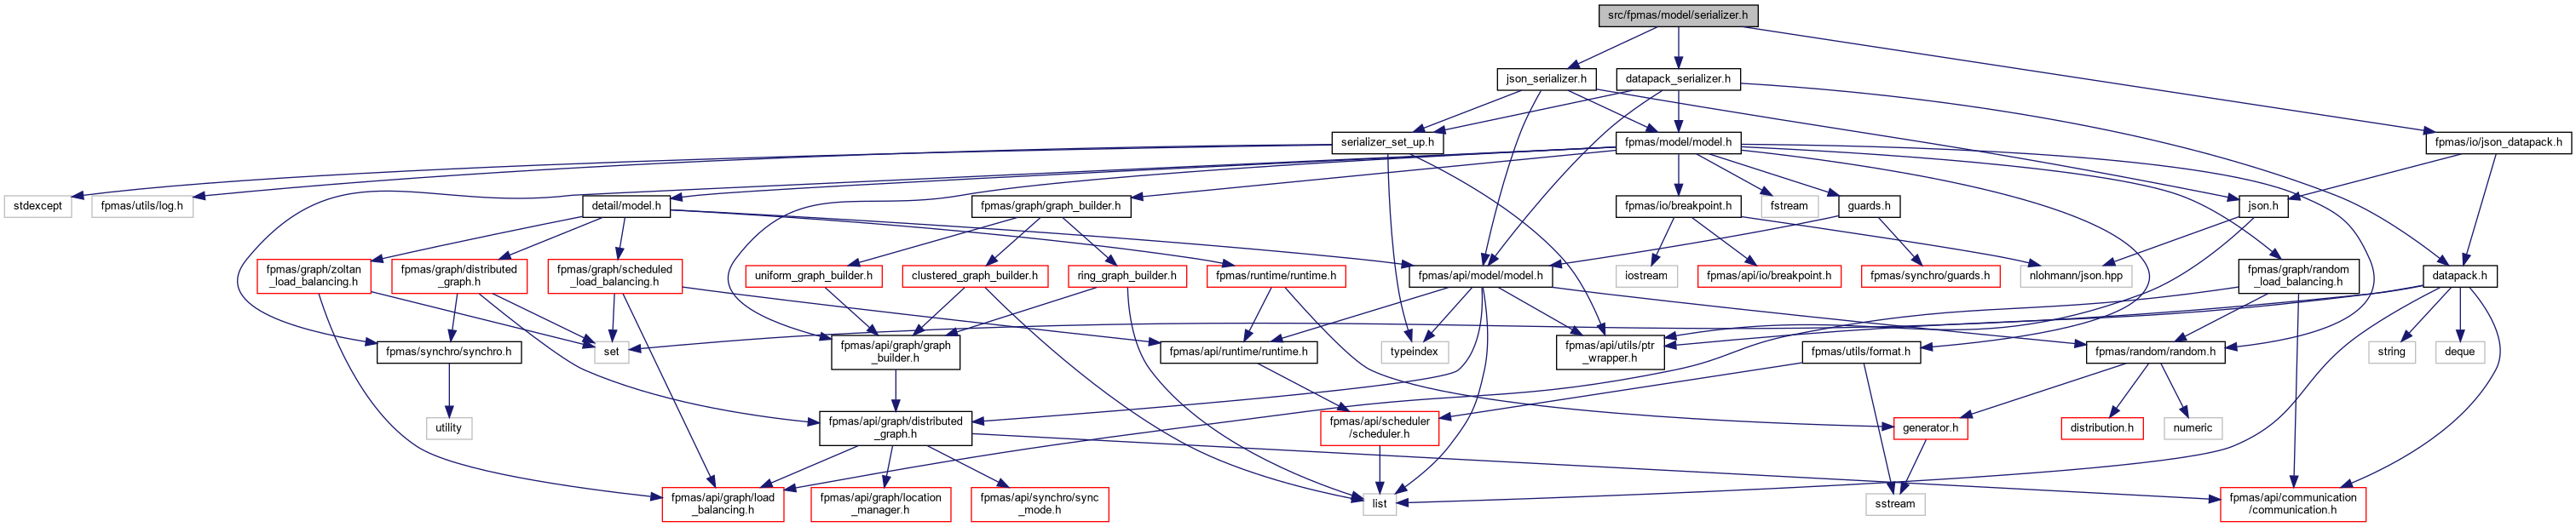 src/fpmas/model/serializer.h
json_serializer.h
datapack_serializer.h
serializer_set_up.h
fpmas/model/model.h
fpmas/io/json_datapack.h
stdexcept
fpmas/utils/log.h
detail/model.h
fpmas/graph/graph_builder.h
fpmas/io/breakpoint.h
fstream
guards.h
json.h
fpmas/graph/zoltan
_load_balancing.h
fpmas/graph/distributed
_graph.h
fpmas/graph/scheduled
_load_balancing.h
uniform_graph_builder.h
clustered_graph_builder.h
ring_graph_builder.h
fpmas/runtime/runtime.h
fpmas/api/model/model.h
iostream
fpmas/api/io/breakpoint.h
fpmas/synchro/guards.h
nlohmann/json.hpp
fpmas/graph/random
_load_balancing.h
datapack.h
fpmas/synchro/synchro.h
set
fpmas/api/graph/graph
_builder.h
fpmas/api/runtime/runtime.h
typeindex
fpmas/api/utils/ptr
_wrapper.h
fpmas/utils/format.h
fpmas/random/random.h
string
deque
utility
fpmas/api/graph/distributed
_graph.h
fpmas/api/scheduler
/scheduler.h
generator.h
distribution.h
numeric
fpmas/api/graph/load
_balancing.h
fpmas/api/graph/location
_manager.h
fpmas/api/synchro/sync
_mode.h
list
sstream
fpmas/api/communication
/communication.h